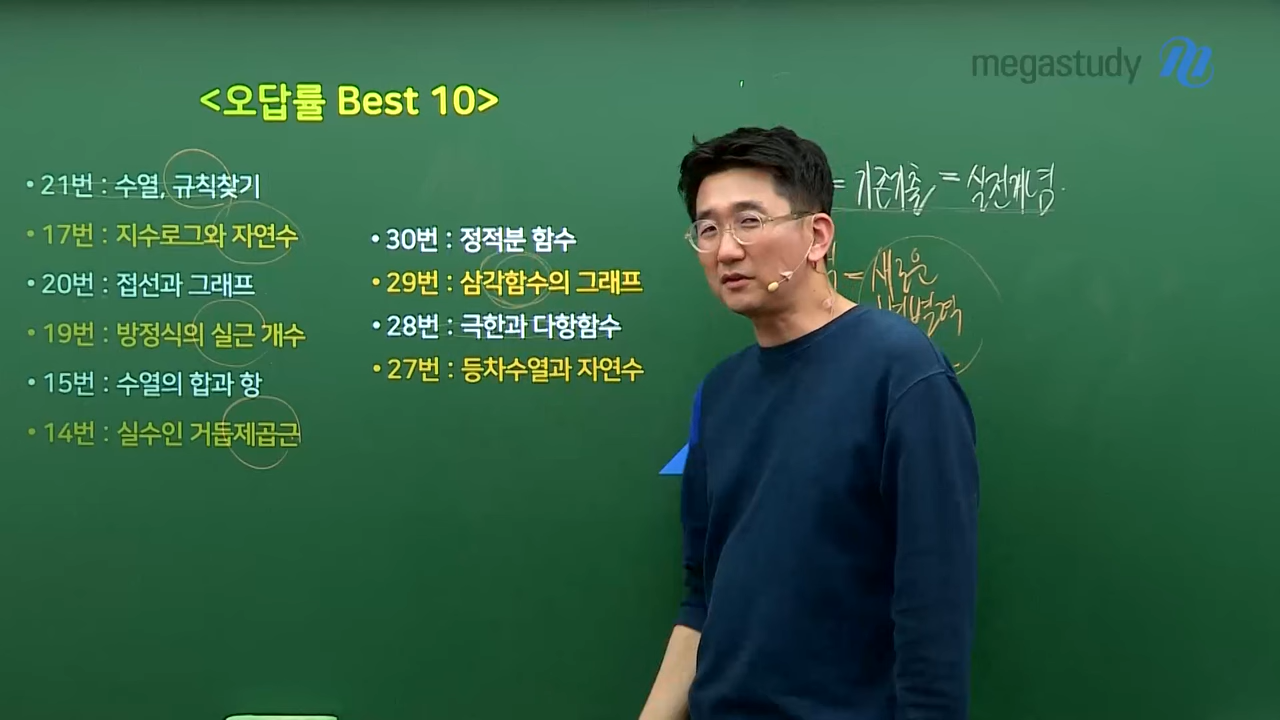 megastudy
<오답률 Best 10>
• 21번 : 수열, 규칙찾기
• 17번 : 지수로그와 자연수
• 20번 : 접선과 그래프
• 19번 : 방정식의 실근 개수
• 15번 : 수열의 합과 항
• 14번 : 실수인 거듭제곱근
• 30번 : 정적분 함수
• 29번 : 삼각함수의 그래프
• 28번 : 극한과 다항함수
• 27번 : 등차수열과 자연수
= 기존기출 = 실전개념
= 새로운